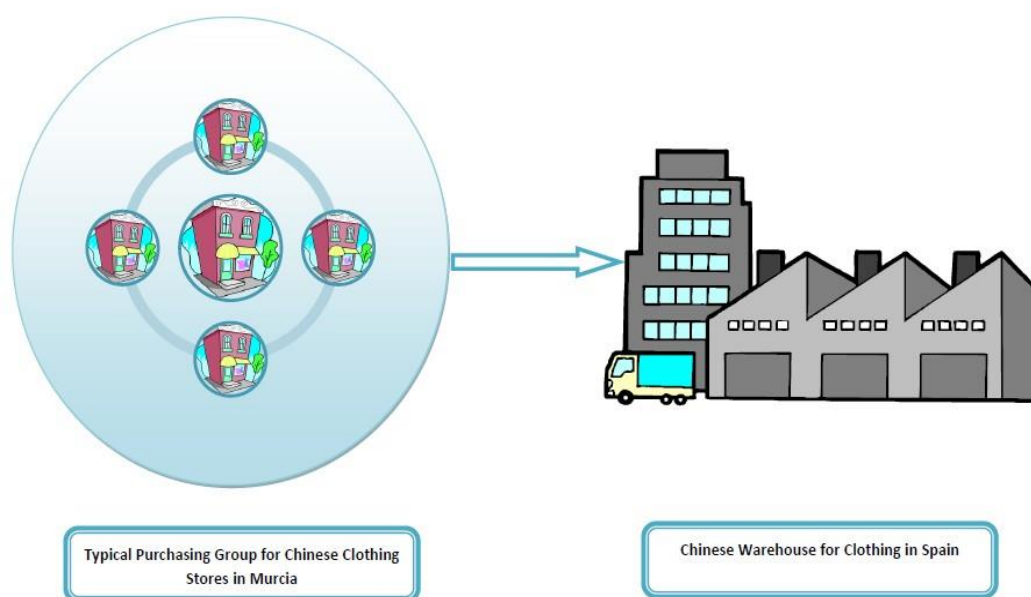 Typical Purchasing Group for Chinese Clothing
Stores in Murcia
Chinese Warehouse for Clothing in Spain